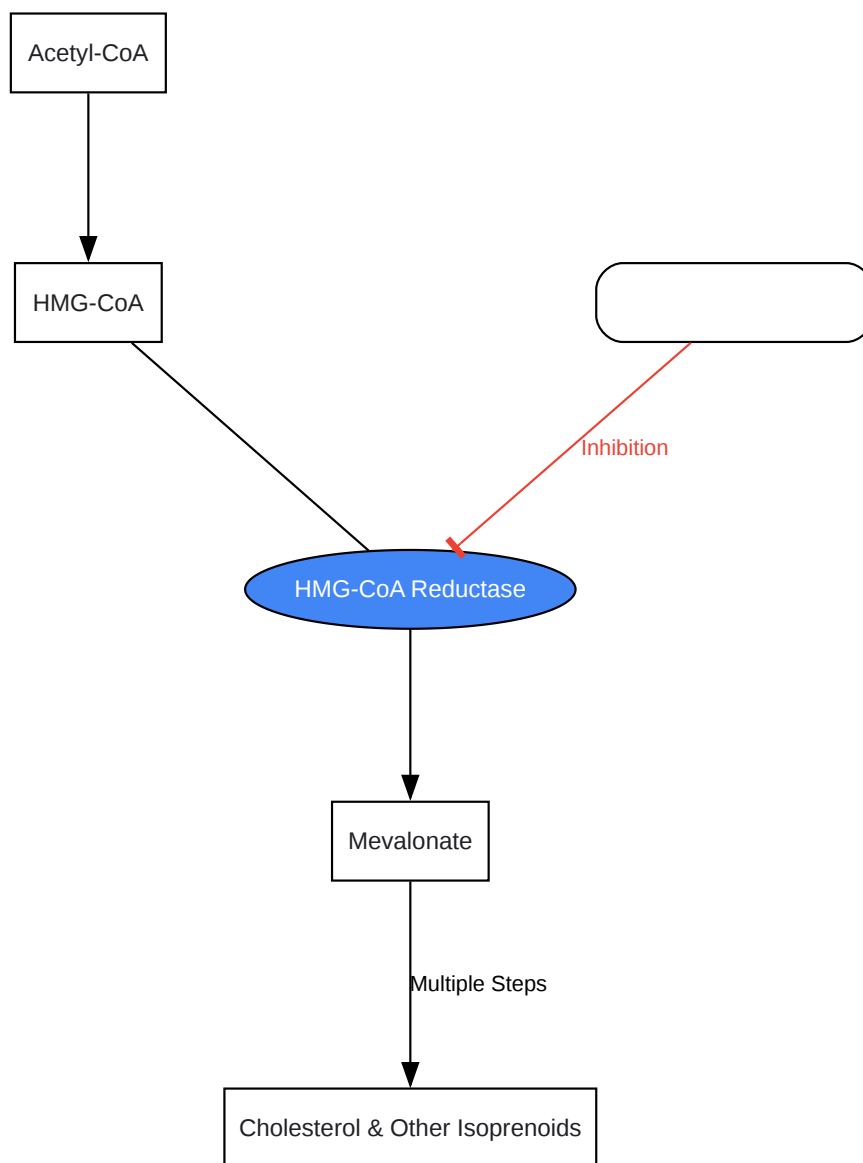 Acetyl-CoA
HMG-CoA
Inhibition
HMG-CoA Reductase
Mevalonate
Multiple Steps
Cholesterol & Other Isoprenoids